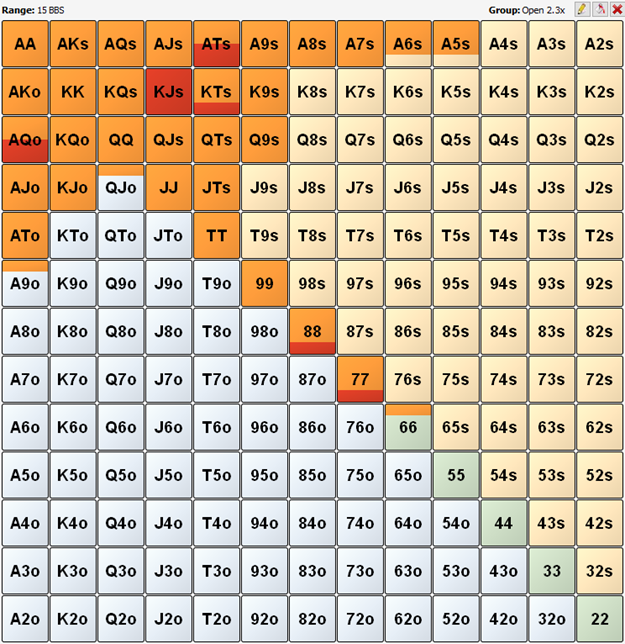 Range: 15 BBS Group: Open 2.3x
AA AKs AQs AJs ATs A9s A8s A7s A6s A5s A4s A3s A2s
AKo KK KQs KJs KTs K9s K8s K7s K6s K5s K4s K3s K2s
AQo KQo QQ QJs QTs Q9s Q8s Q7s Q6s Q5s Q4s Q3s Q2s
AJo KJo QJo JJ JTs J9s J8s J7s J6s J5s J4s J3s J2s
ATo KTo QTo JTo TT T9s T8s T7s T6s T5s T4s T3s T2s
A9o K9o Q9o J9o T9o 99 98s 97s 96s 95s 94s 93s 92s
A8o K8o Q8o J8o T8o 98o 88 87s 86s 85s 84s 83s 82s
A7o K7o Q7o J7o T7o 97o 87o 77 76s 75s 74s 73s 72s
A6o K6o Q6o J6o T6o 96o 86o 76o 66 65s 64s 63s 62s
A5o K5o Q5o J5o T5o 95o 85o 75o 65o 55 54s 53s 52s
A4o K4o Q4o J4o T4o 94o 84o 74o 64o 54o 44 43s 42s
A3o K3o Q3o J3o T3o 93o 83o 73o 63o 53o 43o 33 32s
A2o K2o Q2o J2o T2o 92o 82o 72o 62o 52o 42o 32o 22